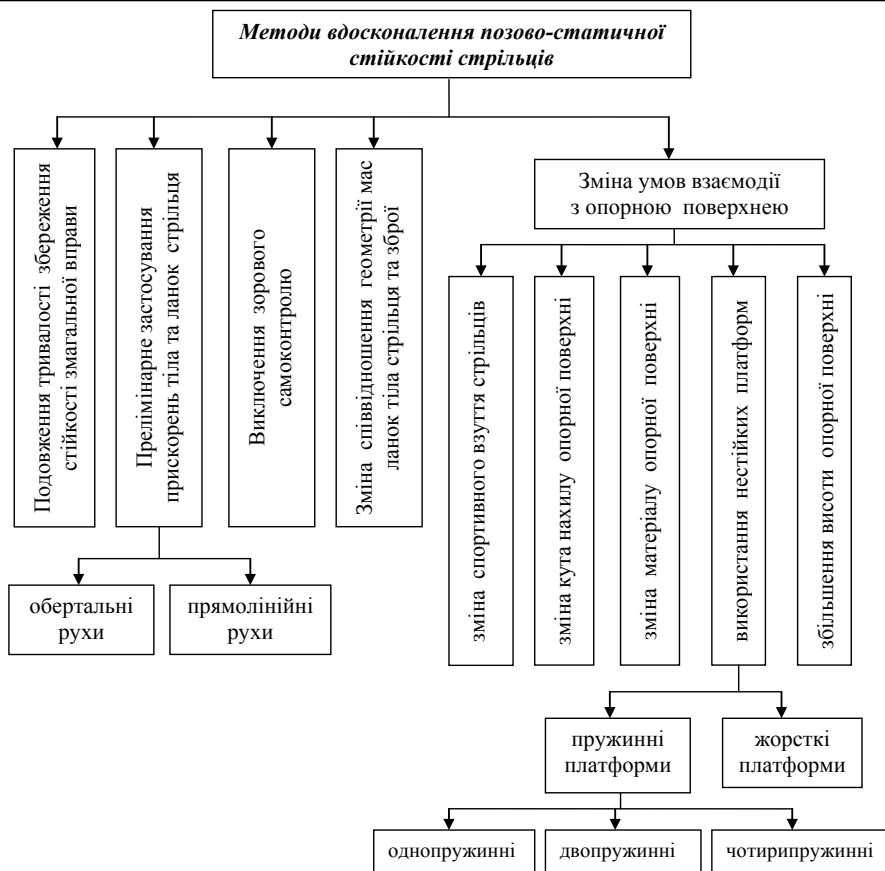 Методи вдосконалення позово-статичної
стійкості стрільців
Подовження тривалості збереження
стійкості змагальної вправи
Прелімінарне застосування
прискорень тіла та ланок стрільця
Виключення зорового
самоконтролю
Зміна співвідношення геометрії мас
ланок тіла стрільця та зброї
Зміна умов взаємодії
з опорною поверхнею
зміна спортивного взуття стрільців
зміна кута нахилу опорної поверхні
зміна матеріалу опорної поверхні
використання нестійких платформ
збільшення висоти опорної поверхні
обертальні
рухи
прямолінійні
рухи
пружинні
платформи
жорсткі
платформи
однопружинні
двопружинні
чотирипружинні